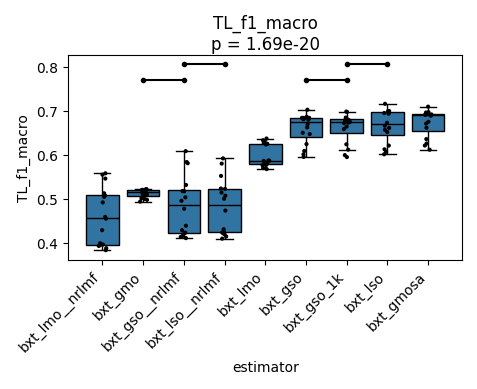 TL_f1_macro
p = 1.69e-20
TL_f1_macro
0.8
0.7
0.6
0.5
0.4
bxt_lmo__nrlmf
bxt_gmo
bxt_gso__nrlmf
bxt_lso__nrlmf
bxt_lmo
bxt_gso
bxt_gso_1k
bxt_lso
bxt_gmosa
estimator